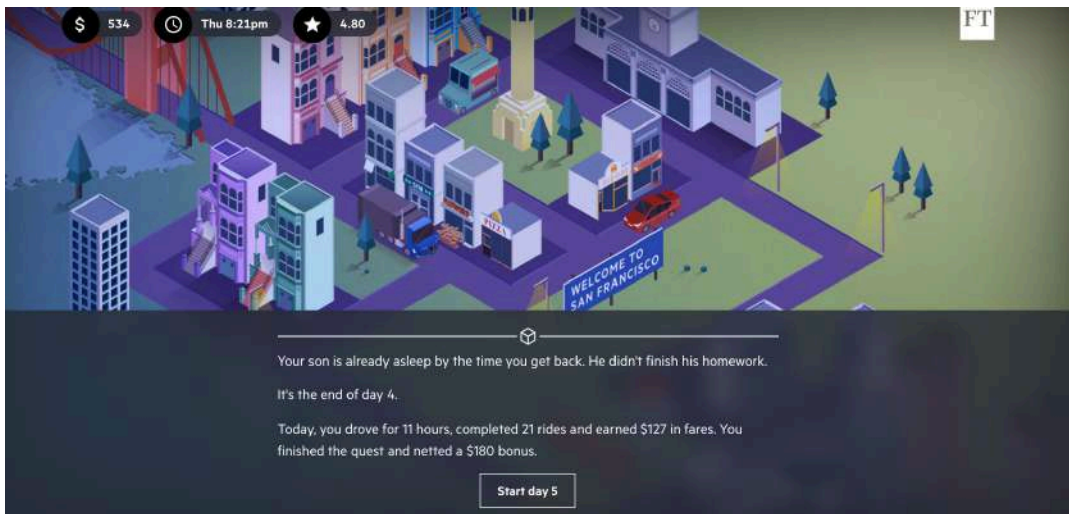 $ 534 Thu 8:21pm 4.80
FT
PIZZA
WELCOME TO
SAN FRANCISCO
Your son is already asleep by the time you get back. He didn't finish his homework.
It's the end of day 4.
Today, you drove for 11 hours, completed 21 rides and earned $127 in fares. You
finished the quest and netted a $180 bonus.
Start day 5